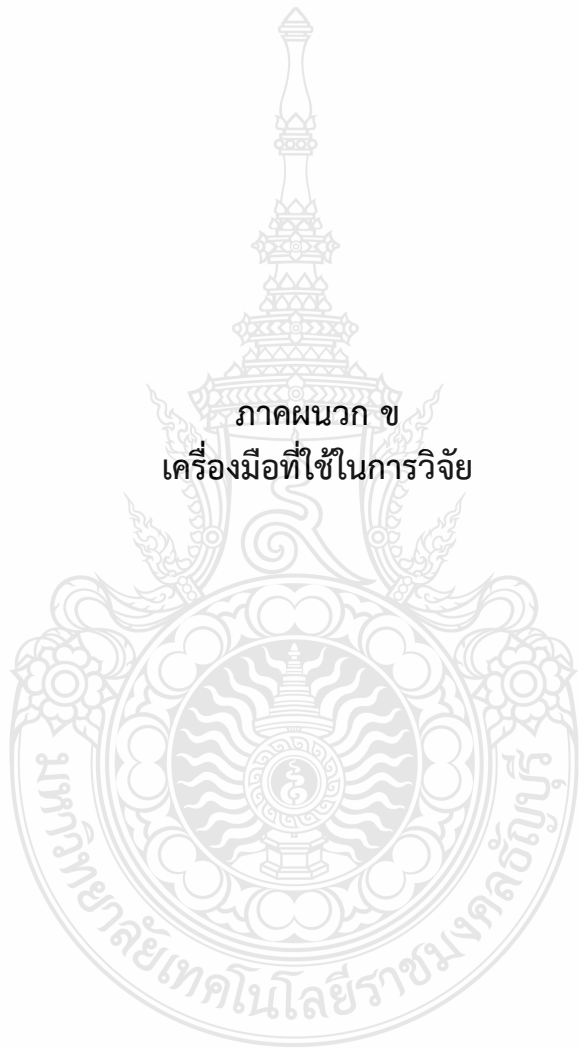 ภาคผนวก ข
เครื่องมือที่ใช้ในการวิจัย
มหาวิทยาลัยเทคโนโลยีราชมงคลธัญบุรี